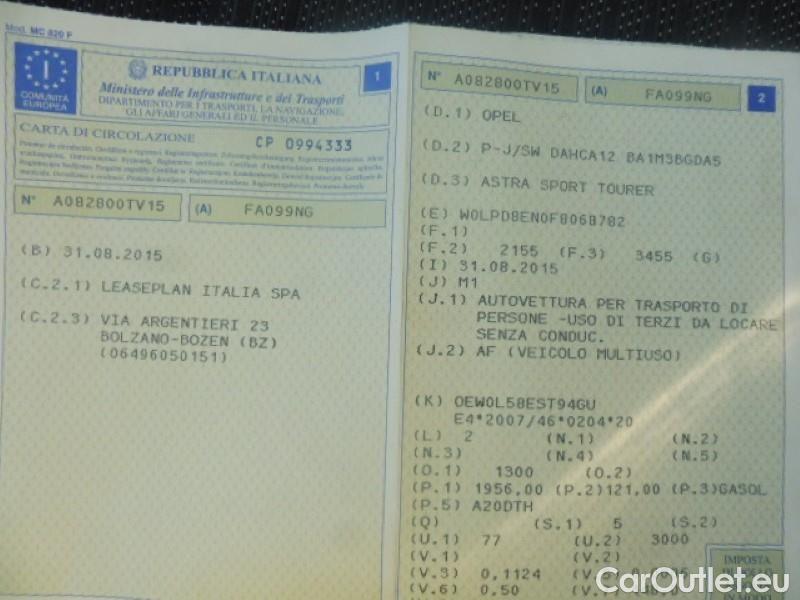 Mod. MC 820 F
I
COMUNITÀ
EUROPEA
REPUBBLICA ITALIANA
1
Ministero delle Infrastrutture e dei Trasporti
DIPARTIMENTO PER I TRASPORTI, LA NAVIGAZIONE,
GLI AFFARI GENERALI ED IL PERSONALE
CARTA DI CIRCOLAZIONE CP 0994333
N° A082800TV15 (A) FA099NG
(B) 31.08.2015
(C.2.1) LEASEPLAN ITALIA SPA
(C.2.3) VIA ARGENTIERI 23
BOLZANO-BOZEN (BZ)
(06496050151)
N° A082800TV15 (A) FA099NG 2
(D.1) OPEL
(D.2) P-J/SW DAHCA12 BA1M3BGDA5
(D.3) ASTRA SPORT TOURER
(E) W0LPD8EN0F8068782
(F.1)
(F.2) 2155 (F.3) 3455 (G)
(I) 31.08.2015
(J) M1
(J.1) AUTOVETTURA PER TRASPORTO DI
PERSONE -USO DI TERZI DA LOCARE
SENZA CONDUC.
(J.2) AF (VEICOLO MULTIUSO)
(K) OEW0L58EST94GU
E4*2007/46*0204*20
(L) 2 (N.1) (N.2)
(N.3) (N.4) (N.5)
(O.1) 1300 (O.2)
(P.1) 1956,00 (P.2)121,00 (P.3)GASOL
(P.5) A20DTH
(Q) (S.1) 5 (S.2)
(U.1) 77 (U.2) 3000
(V.1) (V.2)
(V.3) 0,1124
(V.6) 0,50
IMPOSTA
CarOutlet.eu